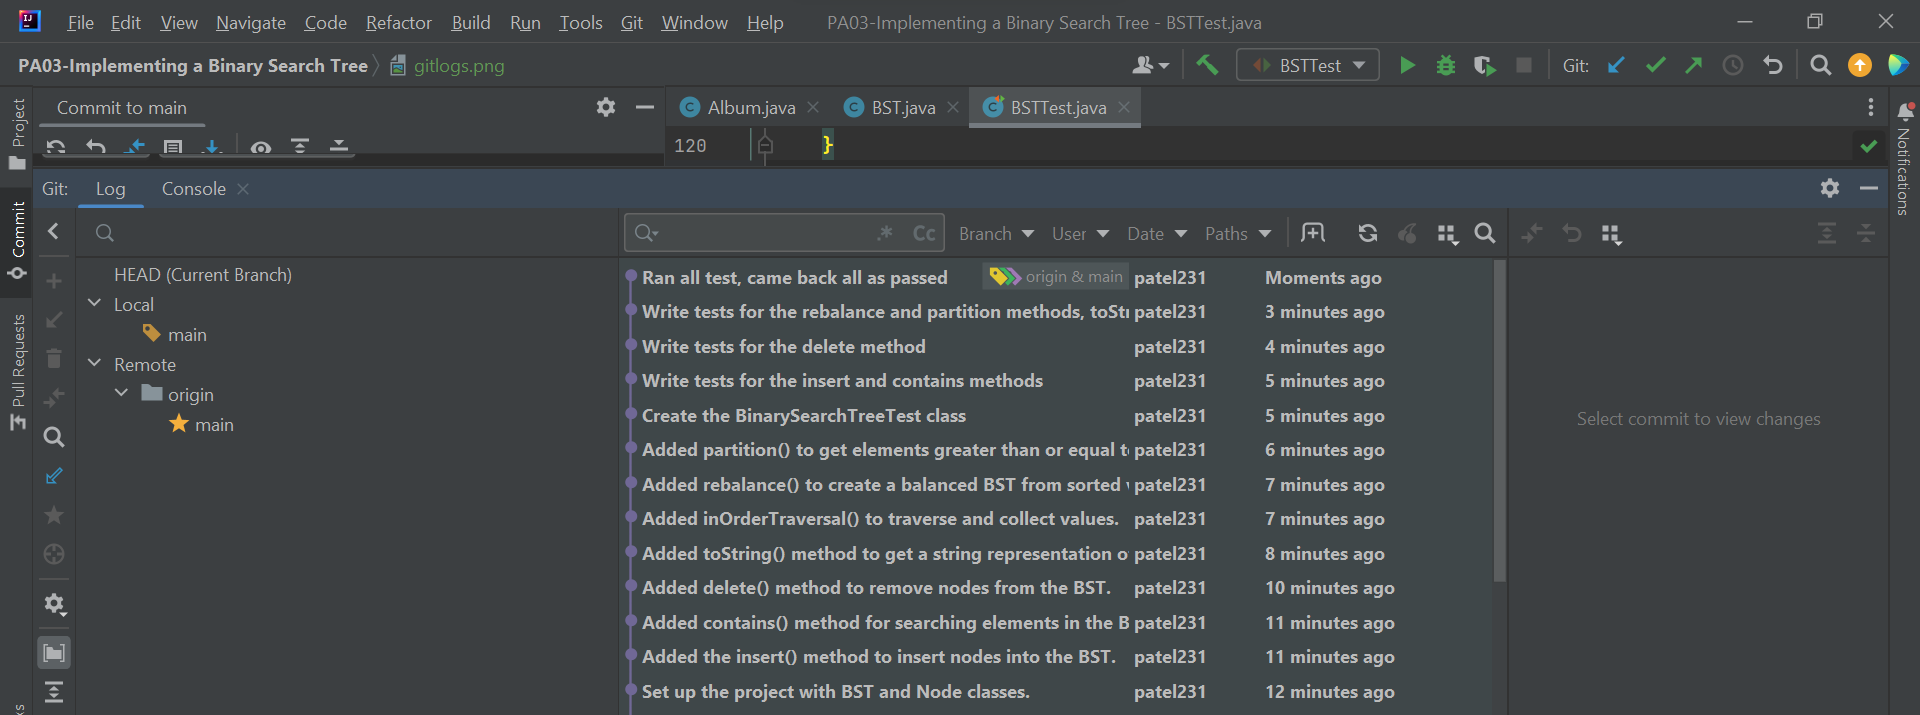 File Edit View Navigate Code Refactor Build Run Tools Git Window Help PA03-Implementing a Binary Search Tree - BSTTest.java
PA03-Implementing a Binary Search Tree gitlogs.png BSTTest Git:
Project
Commit
Pull Requests
Commit to main
Album.java BST.java BSTTest.java
120 }
Notifications
Git: Log Console
.* Cc Branch User Date Paths
HEAD (Current Branch)
Local
main
Remote
origin
main
Ran all test, came back all as passed origin & main patel231 Moments ago
Write tests for the rebalance and partition methods, toStr patel231 3 minutes ago
Write tests for the delete method patel231 4 minutes ago
Write tests for the insert and contains methods patel231 5 minutes ago
Create the BinarySearchTreeTest class patel231 5 minutes ago
Added partition() to get elements greater than or equal t patel231 6 minutes ago
Added rebalance() to create a balanced BST from sorted patel231 7 minutes ago
Added inOrderTraversal() to traverse and collect values. patel231 7 minutes ago
Added toString() method to get a string representation o patel231 8 minutes ago
Added delete() method to remove nodes from the BST. patel231 10 minutes ago
Added contains() method for searching elements in the B patel231 11 minutes ago
Added the insert() method to insert nodes into the BST. patel231 11 minutes ago
Set up the project with BST and Node classes. patel231 12 minutes ago
Select commit to view changes